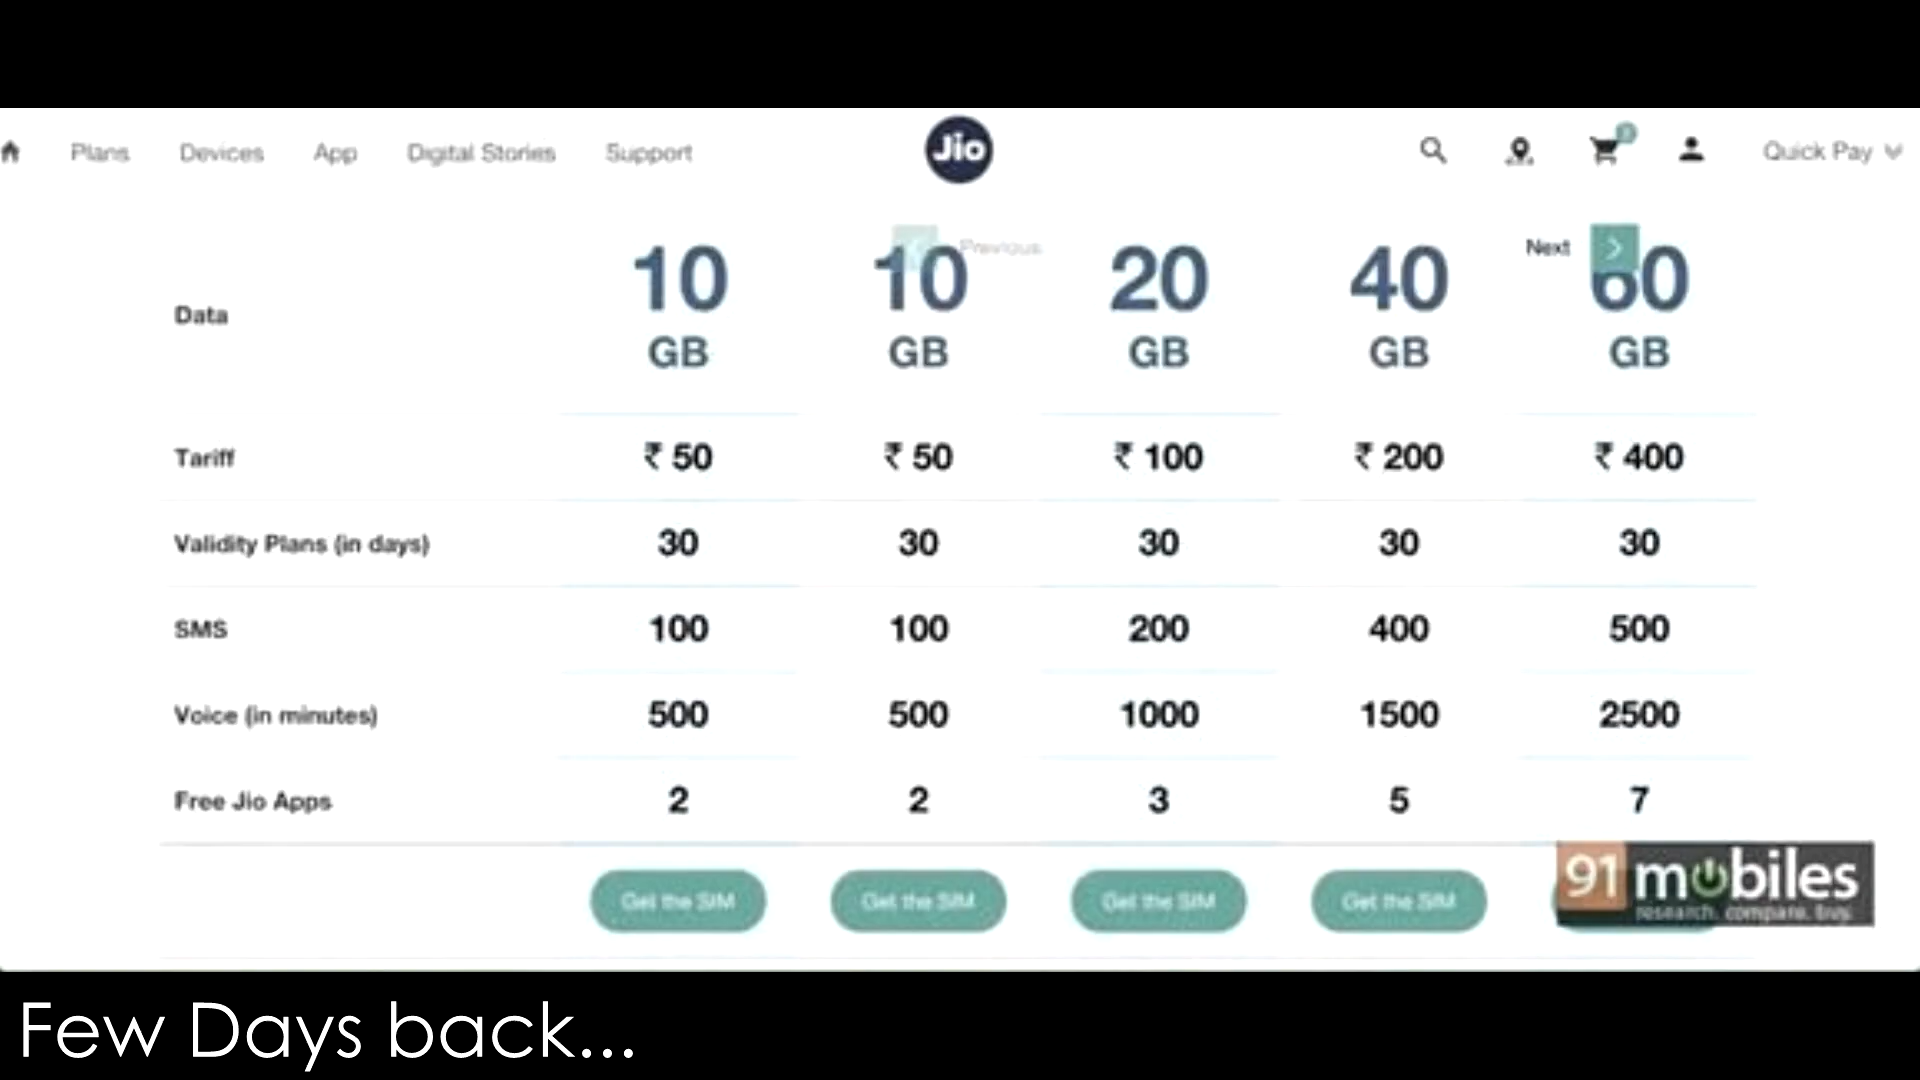 Plans Devices App Digital Stories Support Jio Quick Pay
Previous Next
Data 10 GB 10 GB 20 GB 40 GB 60 GB
Tariff ₹ 50 ₹ 50 ₹ 100 ₹ 200 ₹ 400
Validity Plans (in days) 30 30 30 30 30
SMS 100 100 200 400 500
Voice (in minutes) 500 500 1000 1500 2500
Free Jio Apps 2 2 3 5 7
Get the SIM Get the SIM Get the SIM Get the SIM
91mobiles
research. compare. buy.
Few Days back...